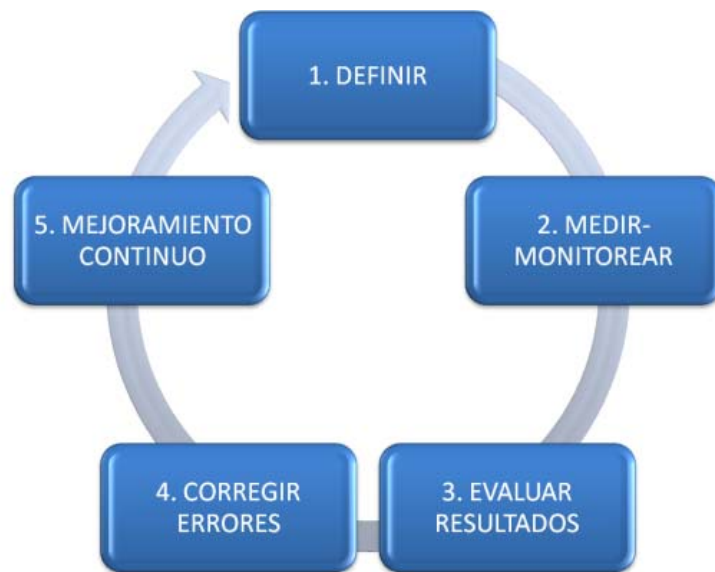 1. DEFINIR
2. MEDIR-
MONITOREAR
3. EVALUAR
RESULTADOS
4. CORREGIR
ERRORES
5. MEJORAMIENTO
CONTINUO